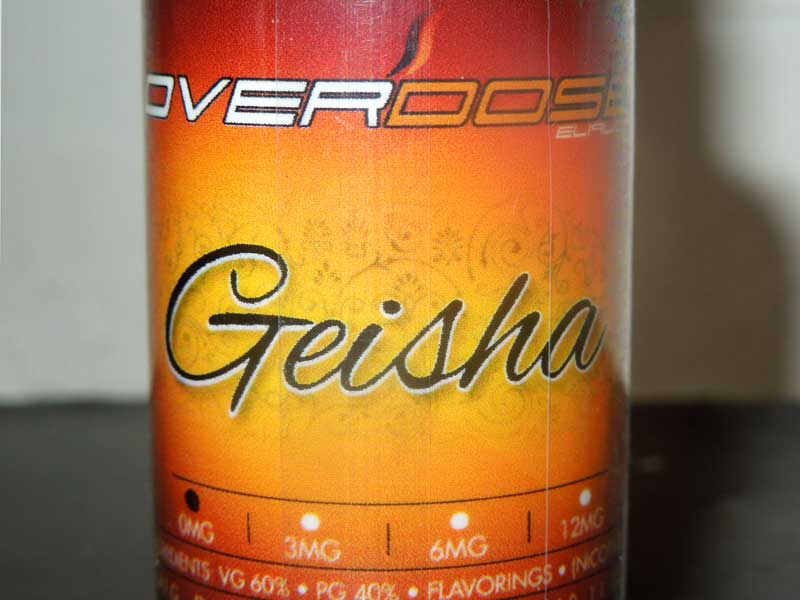 OVERDOSE
Geisha
0MG 3MG 6MG 12MG
VG 60% • PG 40% • FLAVORINGS •